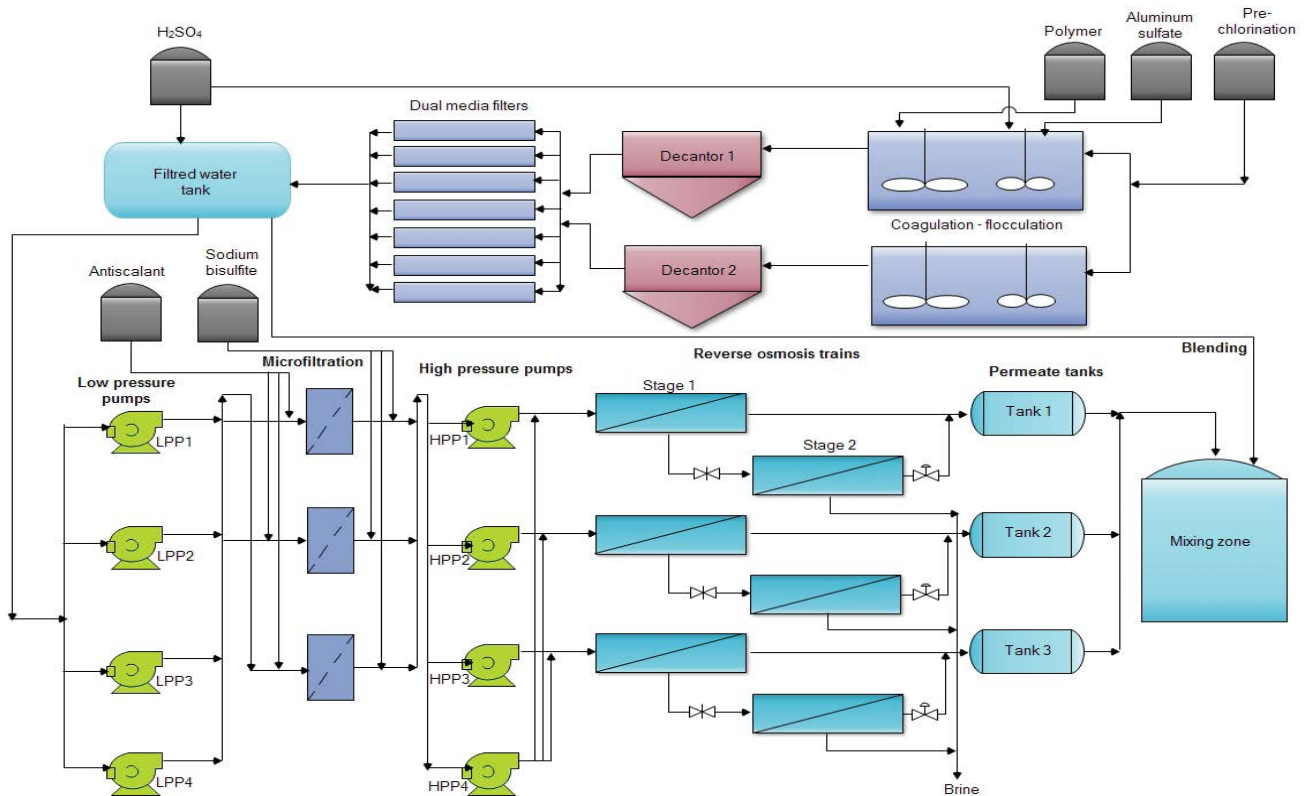 H₂SO₄
Polymer
Aluminum
sulfate
Pre-
chlorination
Dual media filters
Filtred water
tank
Decantor 1
Coagulation - flocculation
Decantor 2
Antiscalant
Sodium
bisulfite
Blending
Low pressure
pumps
Microfiltration
High pressure pumps
Reverse osmosis trains
Permeate tanks
Stage 1
Stage 2
LPP1
HPP1
Tank 1
LPP2
HPP2
Tank 2
Mixing zone
LPP3
HPP3
Tank 3
LPP4
HPP4
Brine